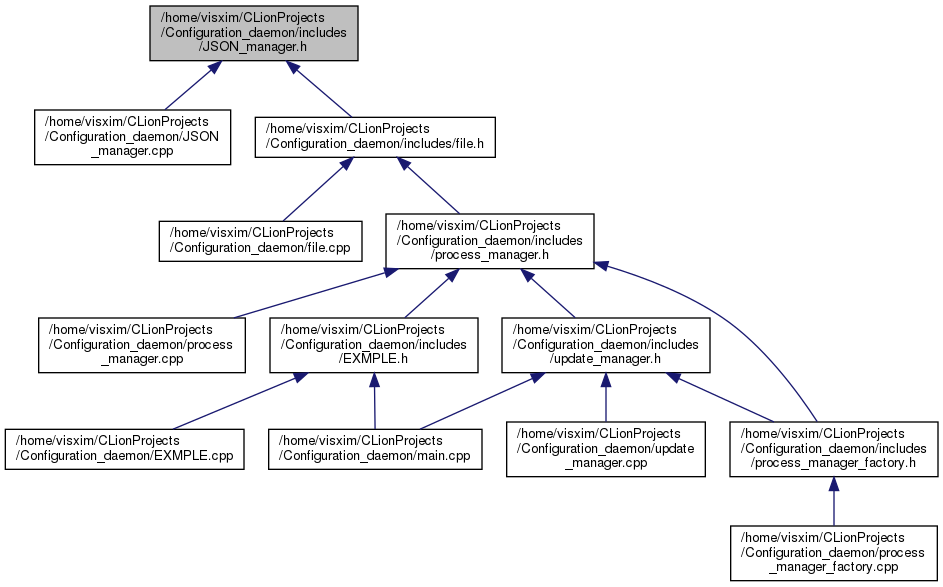 /home/visxim/CLionProjects
/Configuration_daemon/includes
/JSON_manager.h
/home/visxim/CLionProjects
/Configuration_daemon/JSON
_manager.cpp
/home/visxim/CLionProjects
/Configuration_daemon/includes/file.h
/home/visxim/CLionProjects
/Configuration_daemon/file.cpp
/home/visxim/CLionProjects
/Configuration_daemon/includes
/process_manager.h
/home/visxim/CLionProjects
/Configuration_daemon/process
_manager.cpp
/home/visxim/CLionProjects
/Configuration_daemon/includes
/EXMPLE.h
/home/visxim/CLionProjects
/Configuration_daemon/includes
/update_manager.h
/home/visxim/CLionProjects
/Configuration_daemon/EXMPLE.cpp
/home/visxim/CLionProjects
/Configuration_daemon/main.cpp
/home/visxim/CLionProjects
/Configuration_daemon/update
_manager.cpp
/home/visxim/CLionProjects
/Configuration_daemon/includes
/process_manager_factory.h
/home/visxim/CLionProjects
/Configuration_daemon/process
_manager_factory.cpp